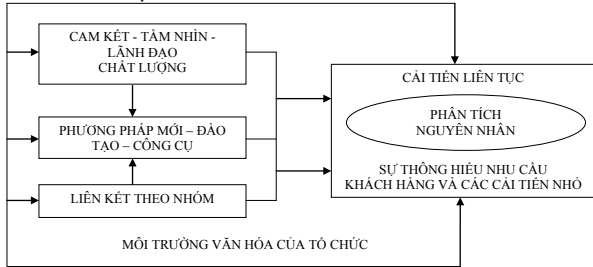 CAM KẾT - TẦM NHÌN -
LÃNH ĐẠO
CHẤT LƯỢNG
PHƯƠNG PHÁP MỚI – ĐÀO
TẠO – CÔNG CỤ
LIÊN KẾT THEO NHÓM
CẢI TIẾN LIÊN TỤC
PHÂN TÍCH
NGUYÊN NHÂN
SỰ THÔNG HIỂU NHU CẦU
KHÁCH HÀNG VÀ CÁC CẢI TIẾN NHỎ
MÔI TRƯỜNG VĂN HÓA CỦA TỔ CHỨC